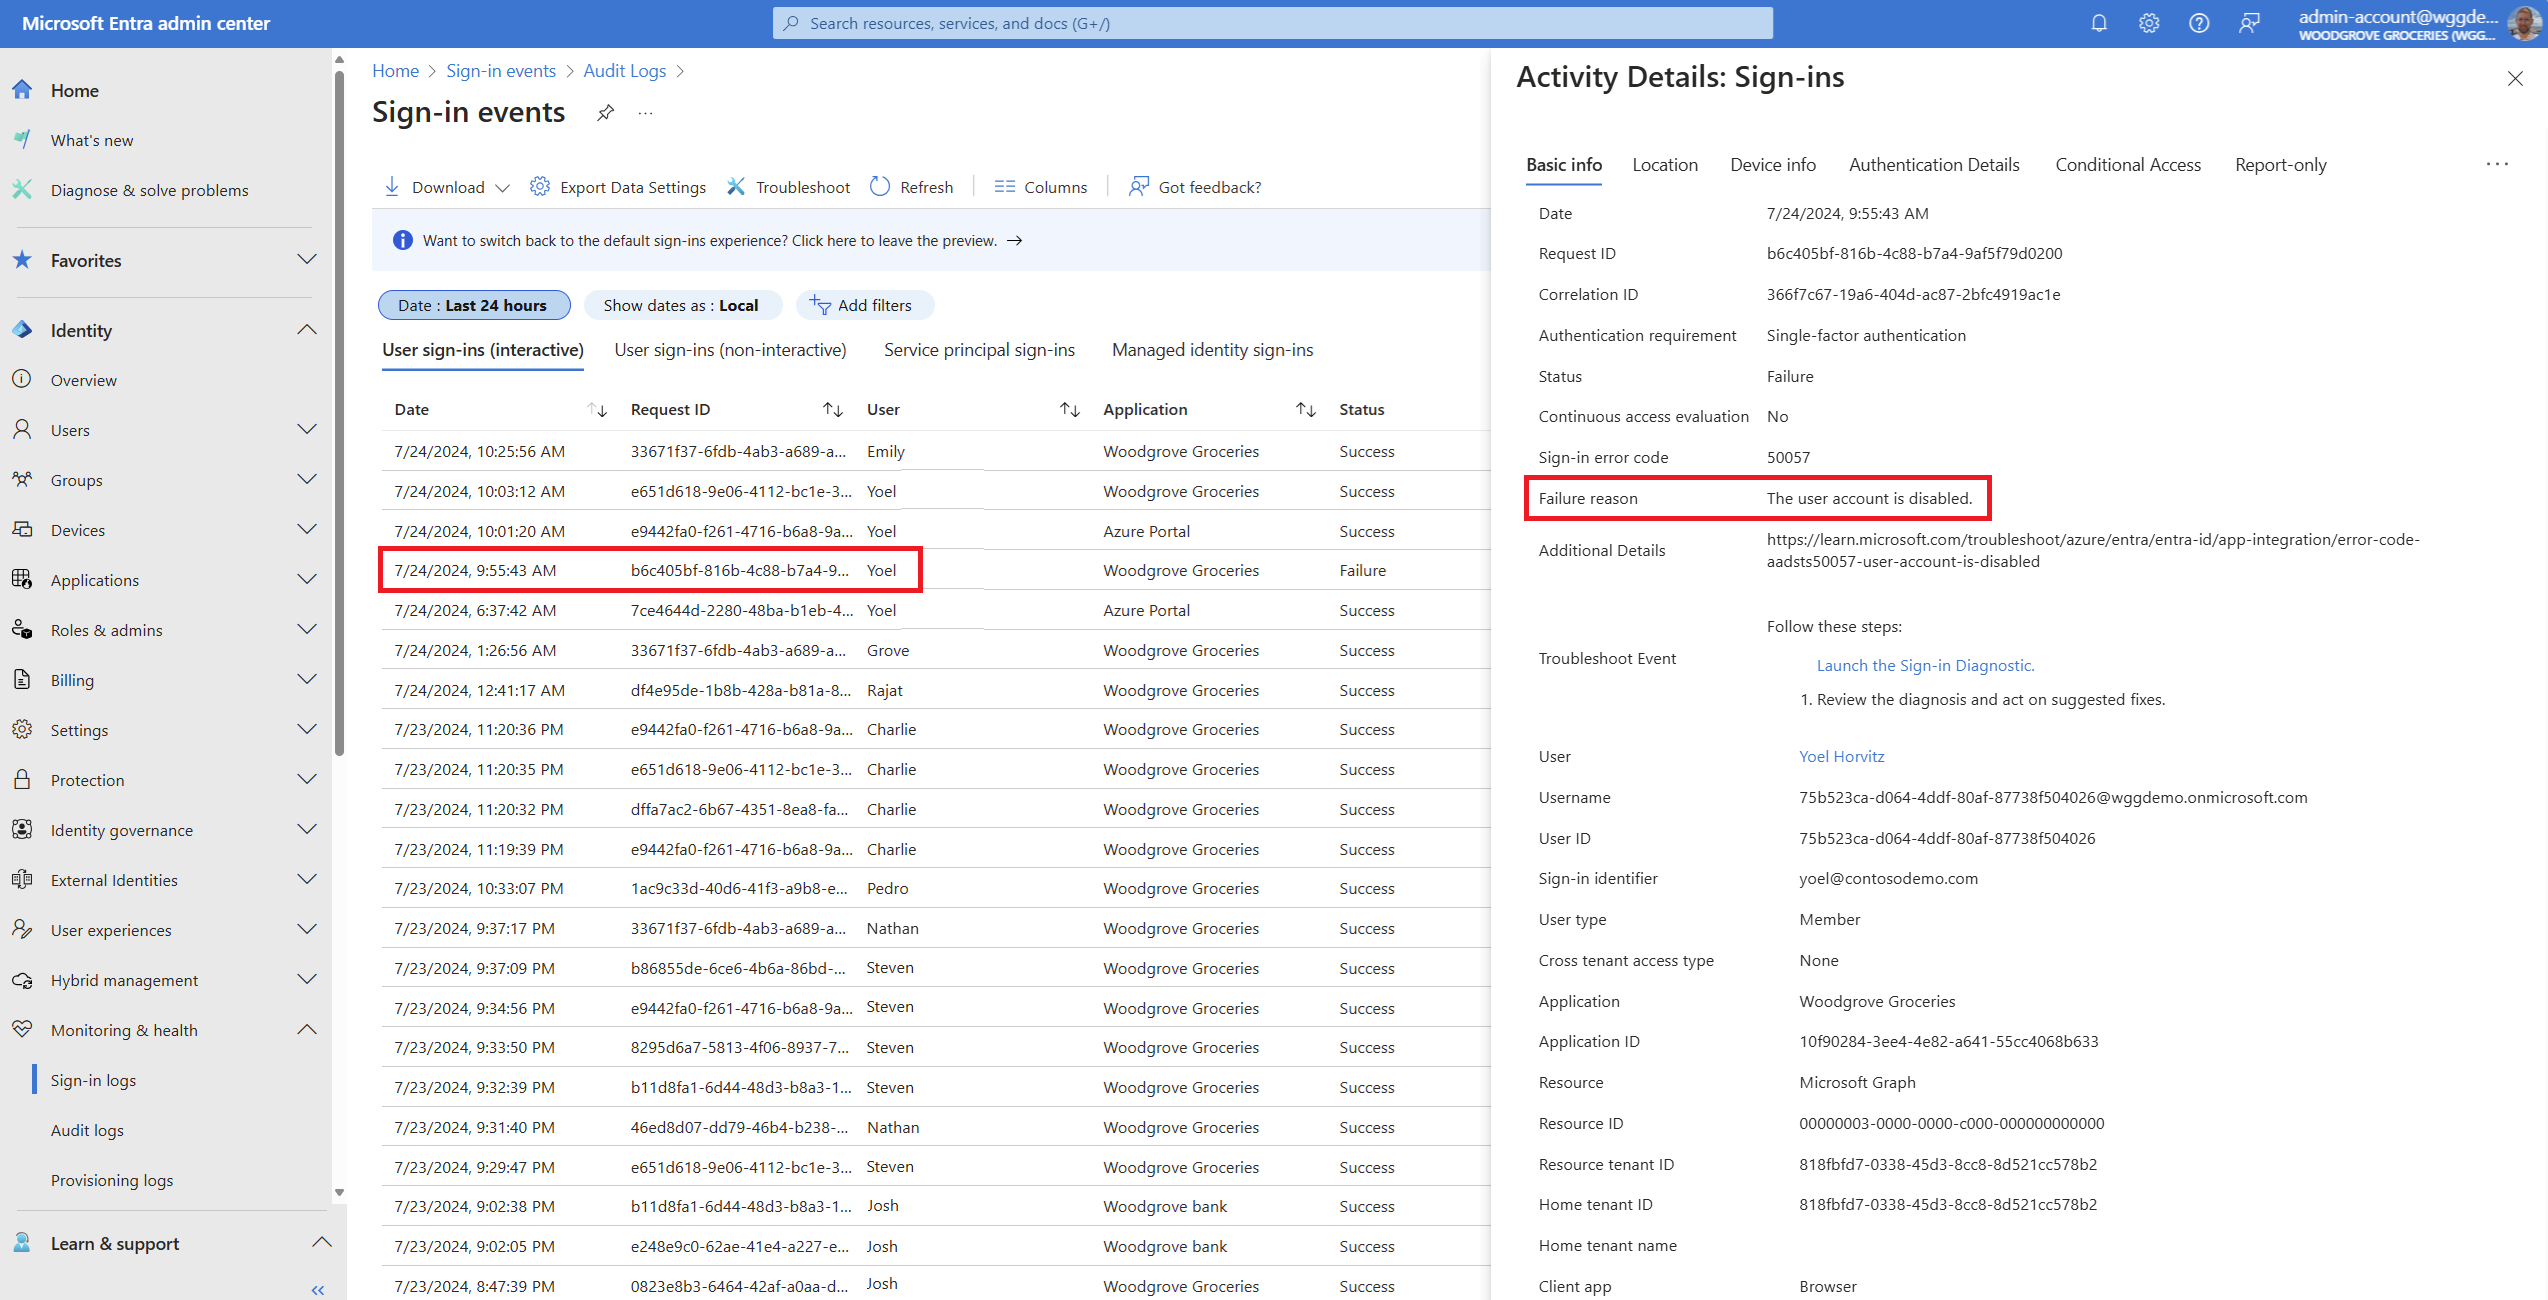 Microsoft Entra admin center
Search resources, services, and docs (G+/)
admin-account@wggde...
WOODGROVE GROCERIES (WGG...
Home
What's new
Diagnose & solve problems
Favorites
Identity
Overview
Users
Groups
Devices
Applications
Roles & admins
Billing
Settings
Protection
Identity governance
External Identities
User experiences
Hybrid management
Monitoring & health
Sign-in logs
Audit logs
Provisioning logs
Learn & support
Home > Sign-in events > Audit Logs >
Sign-in events
Download Export Data Settings Troubleshoot Refresh Columns Got feedback?
Want to switch back to the default sign-ins experience? Click here to leave the preview. →
Date : Last 24 hours Show dates as : Local Add filters
User sign-ins (interactive) User sign-ins (non-interactive) Service principal sign-ins Managed identity sign-ins
Date Request ID User Application Status
7/24/2024, 10:25:56 AM 33671f37-6fdb-4ab3-a689-a... Emily Woodgrove Groceries Success
7/24/2024, 10:03:12 AM e651d618-9e06-4112-bc1e-3... Yoel Woodgrove Groceries Success
7/24/2024, 10:01:20 AM e9442fa0-f261-4716-b6a8-9a... Yoel Azure Portal Success
7/24/2024, 9:55:43 AM b6c405bf-816b-4c88-b7a4-9... Yoel Woodgrove Groceries Failure
7/24/2024, 6:37:42 AM 7ce4644d-2280-48ba-b1eb-4... Yoel Azure Portal Success
7/24/2024, 1:26:56 AM 33671f37-6fdb-4ab3-a689-a... Grove Woodgrove Groceries Success
7/24/2024, 12:41:17 AM df4e95de-1b8b-428a-b81a-8... Rajat Woodgrove Groceries Success
7/23/2024, 11:20:36 PM e9442fa0-f261-4716-b6a8-9a... Charlie Woodgrove Groceries Success
7/23/2024, 11:20:35 PM e651d618-9e06-4112-bc1e-3... Charlie Woodgrove Groceries Success
7/23/2024, 11:20:32 PM dffa7ac2-6b67-4351-8ea8-fa... Charlie Woodgrove Groceries Success
7/23/2024, 11:19:39 PM e9442fa0-f261-4716-b6a8-9a... Charlie Woodgrove Groceries Success
7/23/2024, 10:33:07 PM 1ac9c33d-40d6-41f3-a9b8-e... Pedro Woodgrove Groceries Success
7/23/2024, 9:37:17 PM 33671f37-6fdb-4ab3-a689-a... Nathan Woodgrove Groceries Success
7/23/2024, 9:37:09 PM b86855de-6ce6-4b6a-86bd-... Steven Woodgrove Groceries Success
7/23/2024, 9:34:56 PM e9442fa0-f261-4716-b6a8-9a... Steven Woodgrove Groceries Success
7/23/2024, 9:33:50 PM 8295d6a7-5813-4f06-8937-7... Steven Woodgrove Groceries Success
7/23/2024, 9:32:39 PM b11d8fa1-6d44-48d3-b8a3-1... Steven Woodgrove Groceries Success
7/23/2024, 9:31:40 PM 46ed8d07-dd79-46b4-b238-... Nathan Woodgrove Groceries Success
7/23/2024, 9:29:47 PM e651d618-9e06-4112-bc1e-3... Steven Woodgrove Groceries Success
7/23/2024, 9:02:38 PM b11d8fa1-6d44-48d3-b8a3-1... Josh Woodgrove bank Success
7/23/2024, 9:02:05 PM e248e9c0-62ae-41e4-a227-e... Josh Woodgrove bank Success
7/23/2024, 8:47:39 PM 0823e8b3-6464-42af-a0aa-d... Josh Woodgrove Groceries Success
Activity Details: Sign-ins
Basic info Location Device info Authentication Details Conditional Access Report-only
Date 7/24/2024, 9:55:43 AM
Request ID b6c405bf-816b-4c88-b7a4-9af5f79d0200
Correlation ID 366f7c67-19a6-404d-ac87-2bfc4919ac1e
Authentication requirement Single-factor authentication
Status Failure
Continuous access evaluation No
Sign-in error code 50057
Failure reason The user account is disabled.
Additional Details https://learn.microsoft.com/troubleshoot/azure/entra/entra-id/app-integration/error-code-
aadsts50057-user-account-is-disabled
Follow these steps:
Troubleshoot Event
Launch the Sign-in Diagnostic.
1. Review the diagnosis and act on suggested fixes.
User Yoel Horvitz
Username 75b523ca-d064-4ddf-80af-87738f504026@wggdemo.onmicrosoft.com
User ID 75b523ca-d064-4ddf-80af-87738f504026
Sign-in identifier yoel@contosodemo.com
User type Member
Cross tenant access type None
Application Woodgrove Groceries
Application ID 10f90284-3ee4-4e82-a641-55cc4068b633
Resource Microsoft Graph
Resource ID 00000003-0000-0000-c000-000000000000
Resource tenant ID 818fbfd7-0338-45d3-8cc8-8d521cc578b2
Home tenant ID 818fbfd7-0338-45d3-8cc8-8d521cc578b2
Home tenant name
Client app Browser